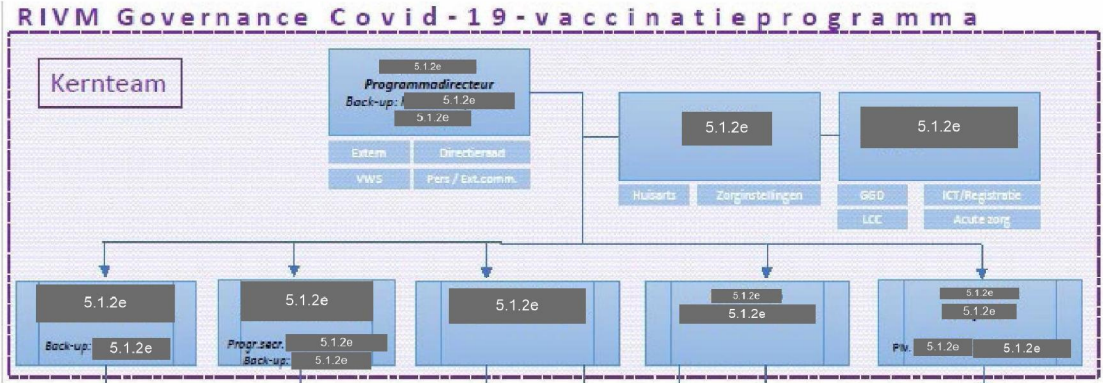 RIVM Governance Covid-19-vaccinatieprogramma
Kernteam
5.1.2e
Programmadirecteur
Back-up: 5.1.2e
5.1.2e
Extern
Directieraad
VWS
Pers / Ext.comm.
5.1.2e
Huisarts
Zorginstellingen
5.1.2e
GGD
ICT/Registratie
LCC
Acute zorg
5.1.2e
Back-up: 5.1.2e
5.1.2e
Progr.secr. 5.1.2e
Back-up: 5.1.2e
5.1.2e
5.1.2e
5.1.2e
5.1.2e
5.1.2e
Plv. 5.1.2e 5.1.2e